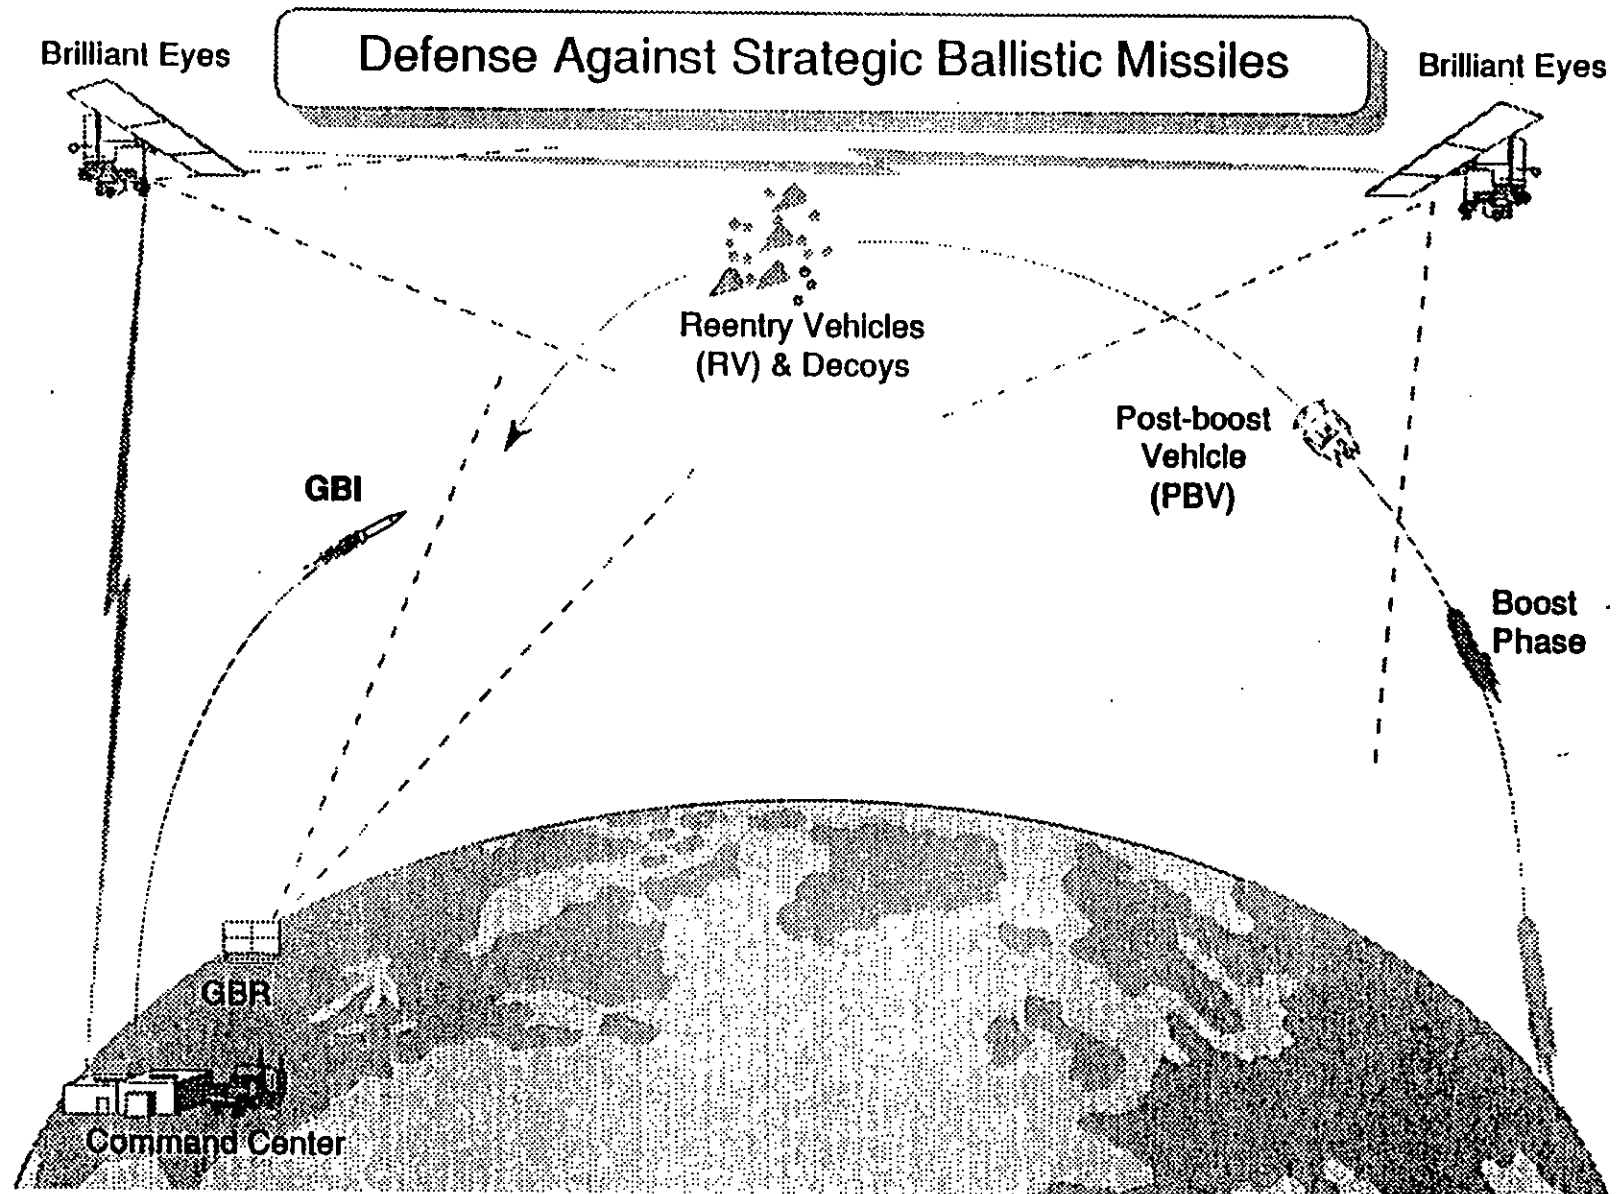 Defense Against Strategic Ballistic Missiles
Brilliant Eyes
Brilliant Eyes
Reentry Vehicles
(RV) & Decoys
Post-boost
Vehicle
(PBV)
GBI
Boost
Phase
GBR
Command Center